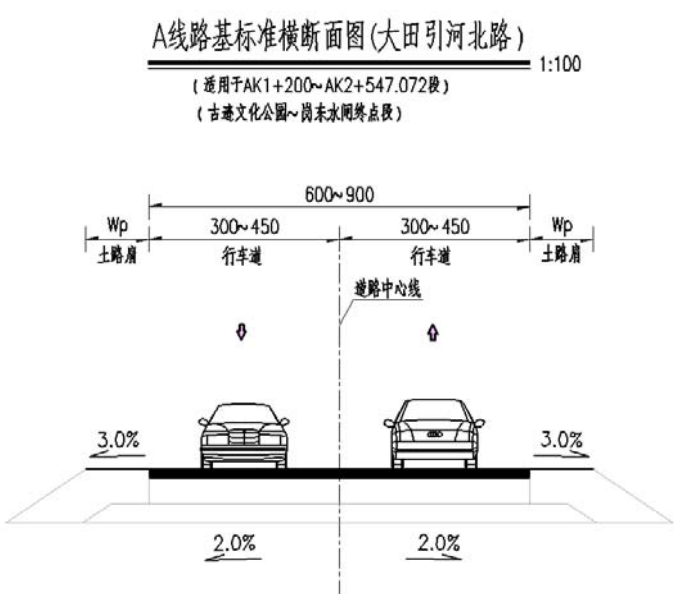 A线路基标准横断面图(大田引河北路)
1:100
(适用于AK1+200~AK2+547.072段)
(古迹文化公园~岗东水闸终点段)
600~900
Wp 300~450 300~450 Wp
土路肩 行车道 行车道 土路肩
道路中心线
3.0% 3.0%
2.0% 2.0%